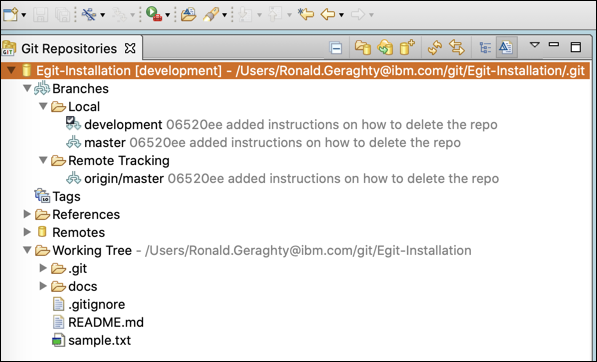 Git Repositories
Egit-Installation [development] - /Users/Ronald.Geraghty@ibm.com/git/Egit-Installation/.git
Branches
Local
development 06520ee added instructions on how to delete the repo
master 06520ee added instructions on how to delete the repo
Remote Tracking
origin/master 06520ee added instructions on how to delete the repo
Tags
References
Remotes
Working Tree - /Users/Ronald.Geraghty@ibm.com/git/Egit-Installation
.git
docs
.gitignore
README.md
sample.txt